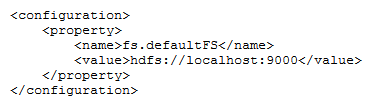 <configuration>
    <property>
        <name>fs.defaultFS</name>
        <value>hdfs://localhost:9000</value>
    </property>
</configuration>